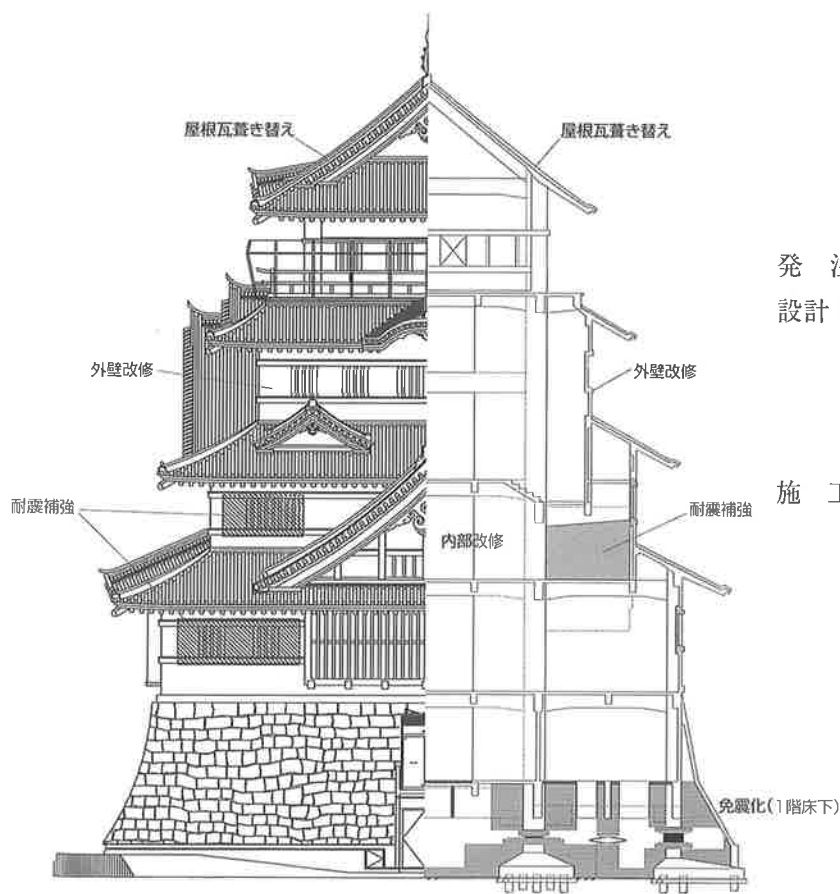 屋根瓦葺き替え
屋根瓦葺き替え
発 注
設計
外壁改修
外壁改修
耐震補強
施 工
耐震補強
内部改修
免震化(1階床下)